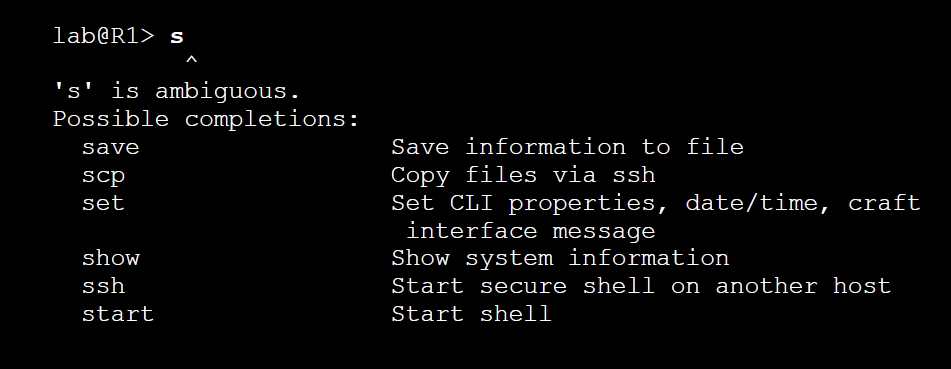 lab@R1> s
^
's' is ambiguous.
Possible completions:
save Save information to file
scp Copy files via ssh
set Set CLI properties, date/time, craft
interface message
show Show system information
ssh Start secure shell on another host
start Start shell